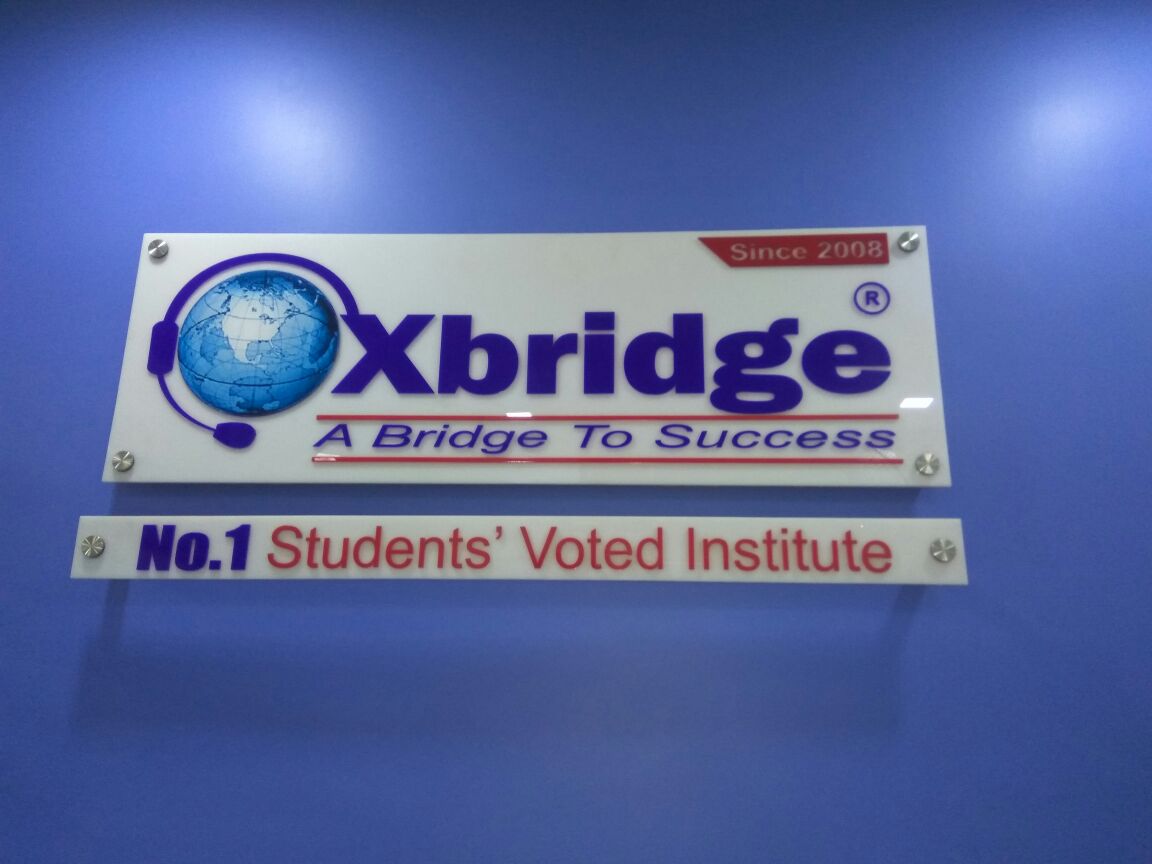 Since 2008
Xbridge ®
A Bridge To Success
No.1 Students' Voted Institute